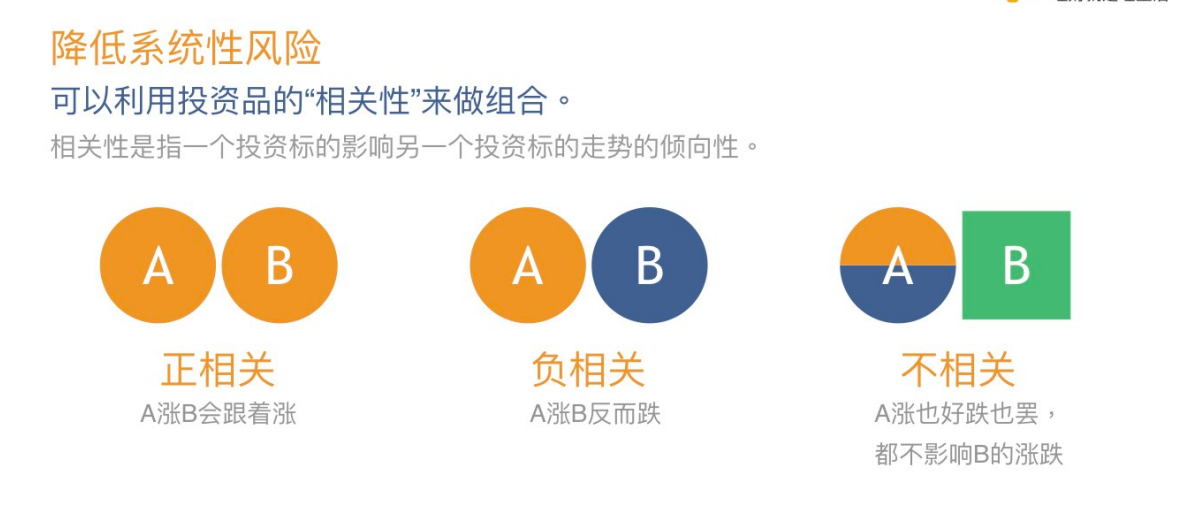 降低系统性风险
可以利用投资品的“相关性”来做组合。
相关性是指一个投资标的影响另一个投资标的走势的倾向性。
A B
A B
A B
正相关
负相关
不相关
A涨B会跟着涨
A涨B反而跌
A涨也好跌也罢，
都不影响B的涨跌